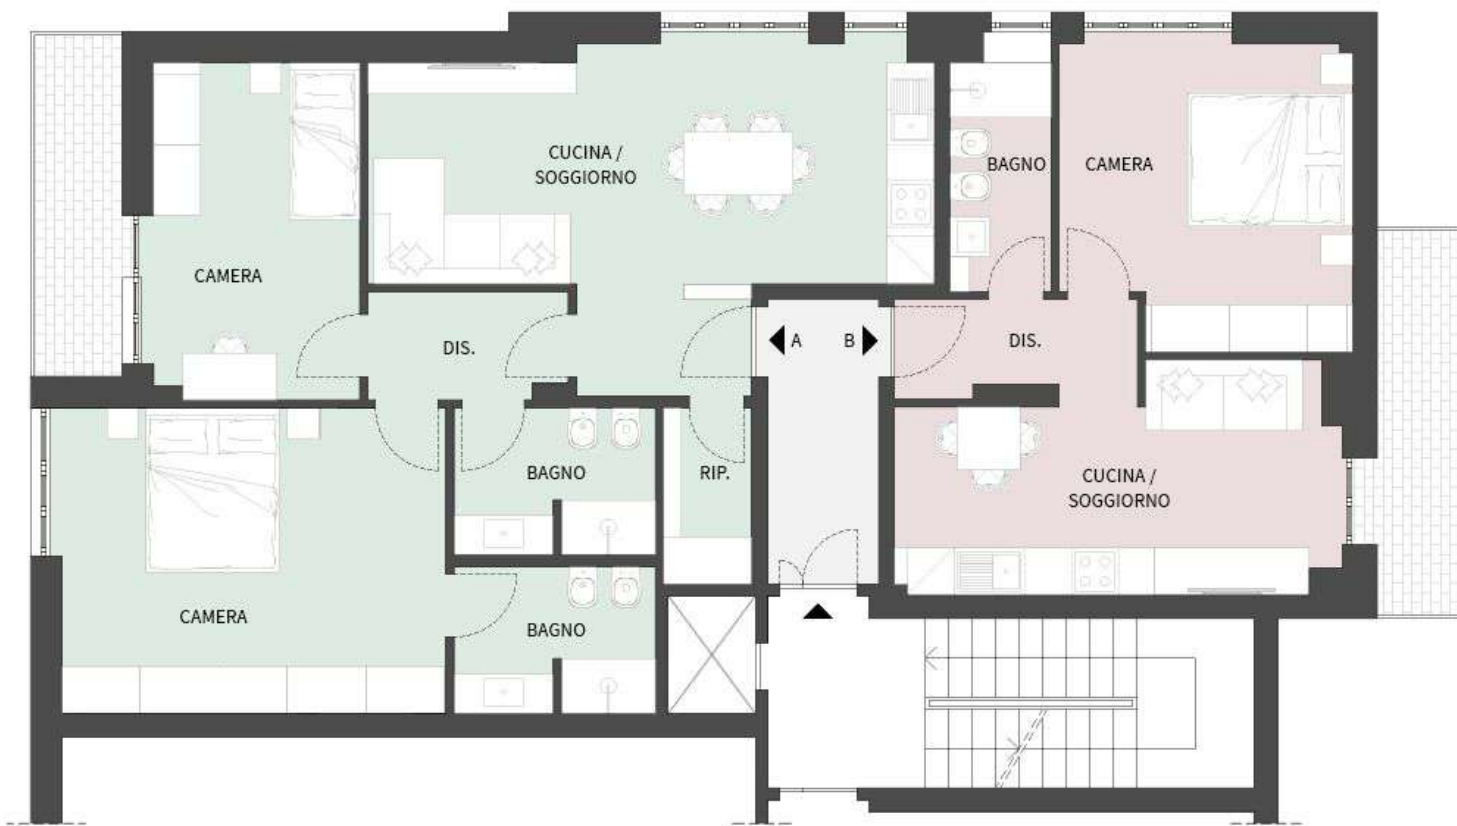 CUCINA /
SOGGIORNO
BAGNO
CAMERA
CAMERA
DIS.
A
B
DIS.
BAGNO
RIP.
CUCINA /
SOGGIORNO
CAMERA
BAGNO